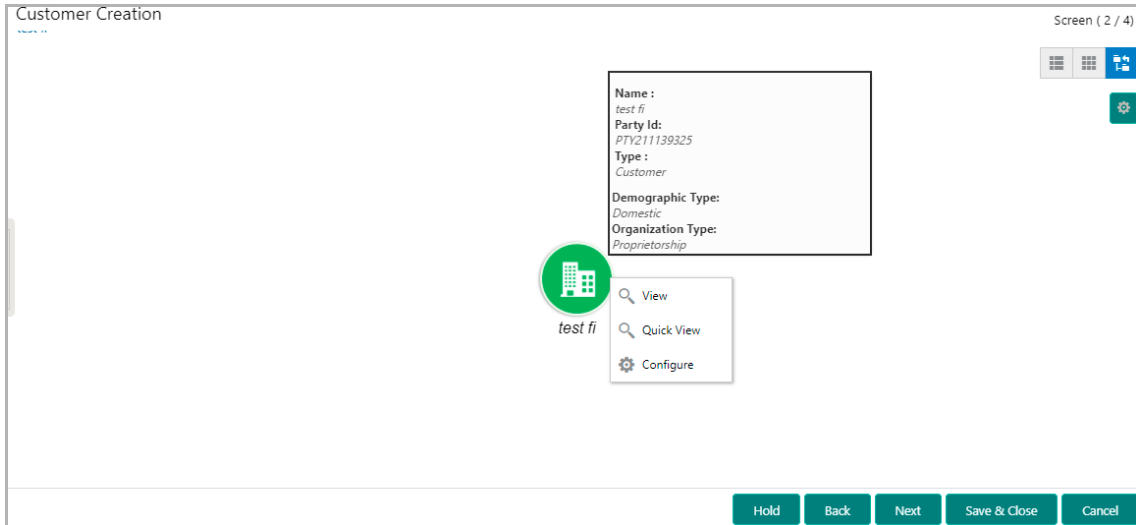 Customer Creation
Screen ( 2 / 4)
Name :
test fi
Party Id:
PTY211139325
Type :
Customer
Demographic Type:
Domestic
Organization Type:
Proprietorship
test fi
View
Quick View
Configure
Hold
Back
Next
Save & Close
Cancel